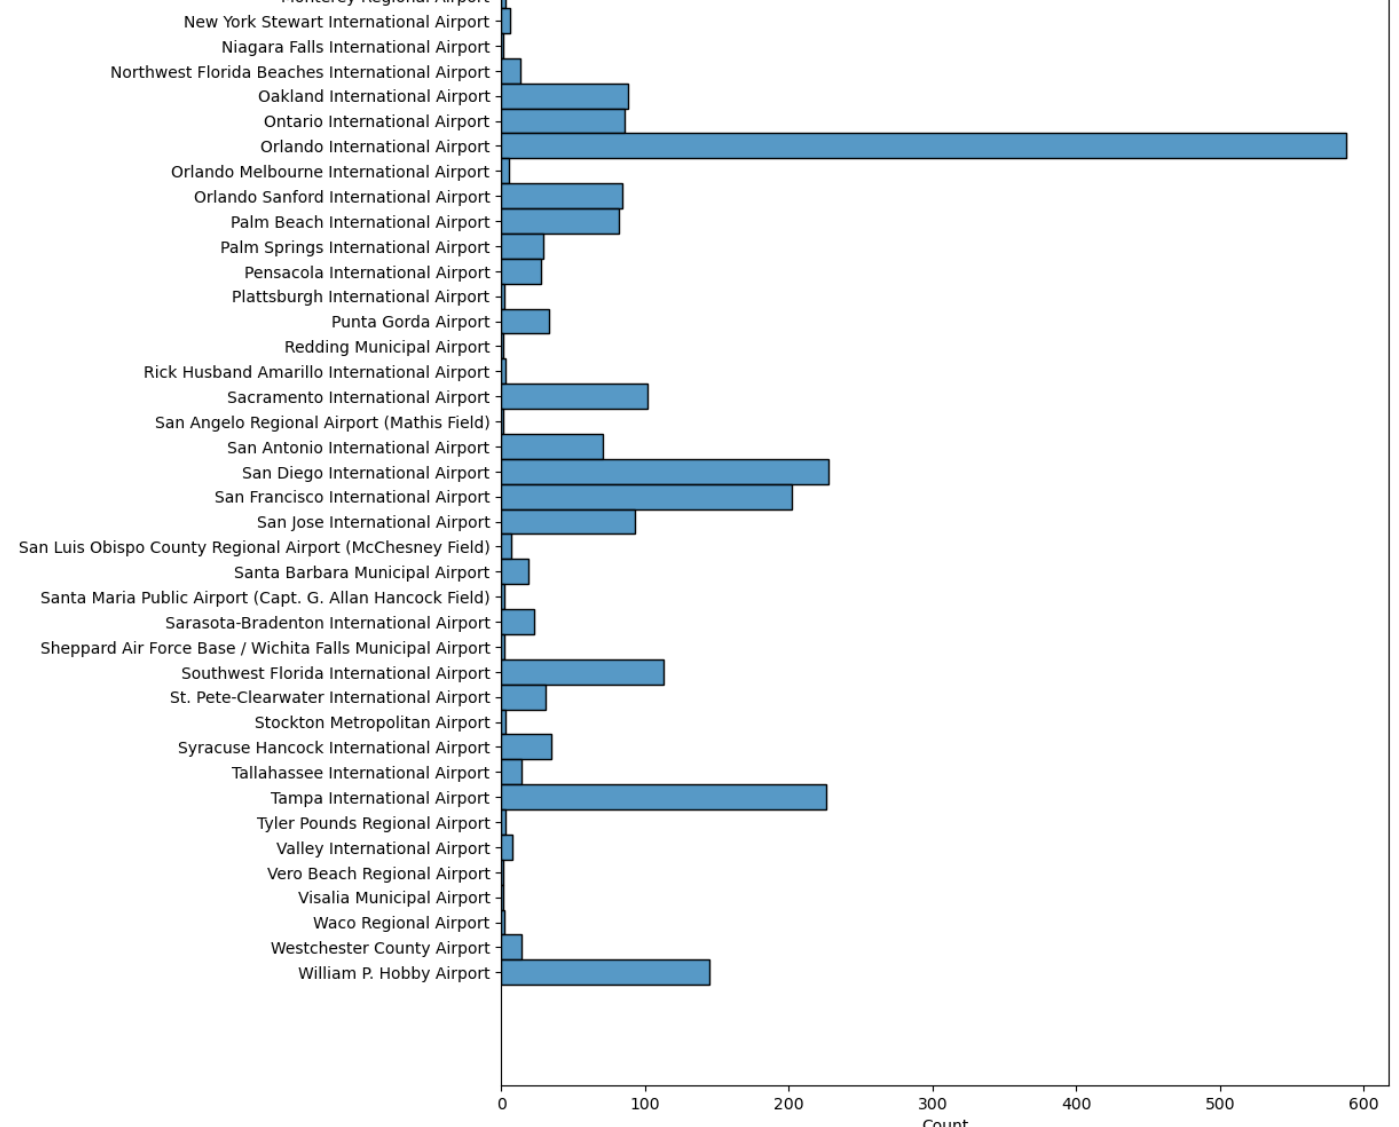 Monterey Regional Airport
New York Stewart International Airport
Niagara Falls International Airport
Northwest Florida Beaches International Airport
Oakland International Airport
Ontario International Airport
Orlando International Airport
Orlando Melbourne International Airport
Orlando Sanford International Airport
Palm Beach International Airport
Palm Springs International Airport
Pensacola International Airport
Plattsburgh International Airport
Punta Gorda Airport
Redding Municipal Airport
Rick Husband Amarillo International Airport
Sacramento International Airport
San Angelo Regional Airport (Mathis Field)
San Antonio International Airport
San Diego International Airport
San Francisco International Airport
San Jose International Airport
San Luis Obispo County Regional Airport (McChesney Field)
Santa Barbara Municipal Airport
Santa Maria Public Airport (Capt. G. Allan Hancock Field)
Sarasota-Bradenton International Airport
Sheppard Air Force Base / Wichita Falls Municipal Airport
Southwest Florida International Airport
St. Pete-Clearwater International Airport
Stockton Metropolitan Airport
Syracuse Hancock International Airport
Tallahassee International Airport
Tampa International Airport
Tyler Pounds Regional Airport
Valley International Airport
Vero Beach Regional Airport
Visalia Municipal Airport
Waco Regional Airport
Westchester County Airport
William P. Hobby Airport
0 100 200 300 400 500 600
Count